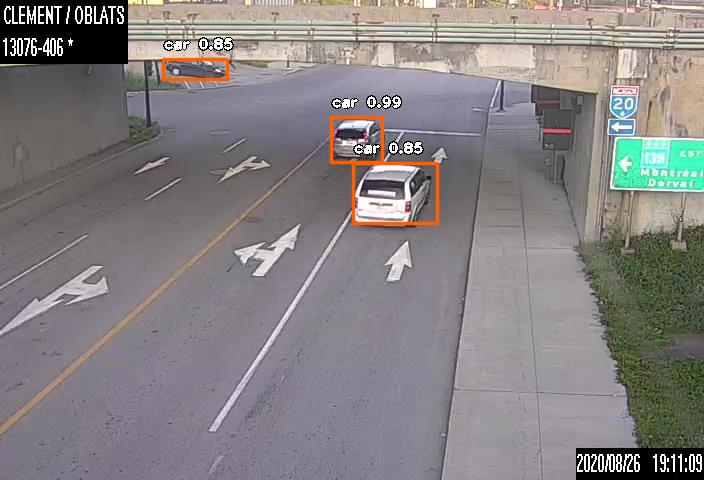 CLEMENT / OBLATS
13076-406 *
car 0.85
car 0.99
car 0.85
20
EST
Montréal
Dorval
2020/08/26 19:11:09